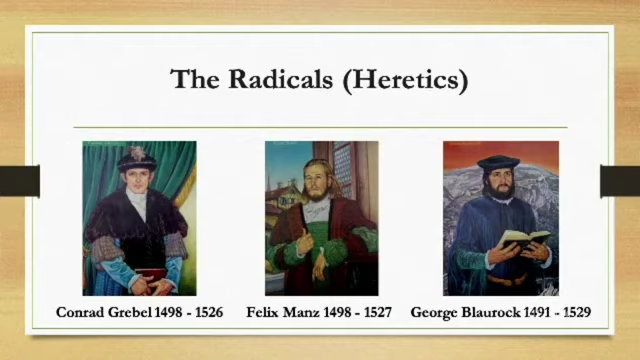 The Radicals (Heretics)
Conrad Grebel 1498 - 1526
Felix Manz 1498 - 1527
George Blaurock 1491 - 1529